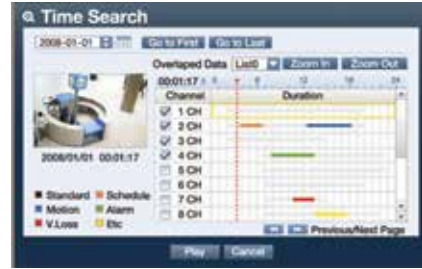 Time Search
2008-01-01 Go to First Go to Last
Overlaped Data List0 Zoom In Zoom Out
00:01:17 0 6 12 18 24
Channel Duration
1 CH
2 CH
3 CH
4 CH
5 CH
6 CH
7 CH
8 CH
2008/01/01 00:01:17
Standard Schedule
Motion Alarm
V.Loss Etc
Previous/Next Page
Play Cancel